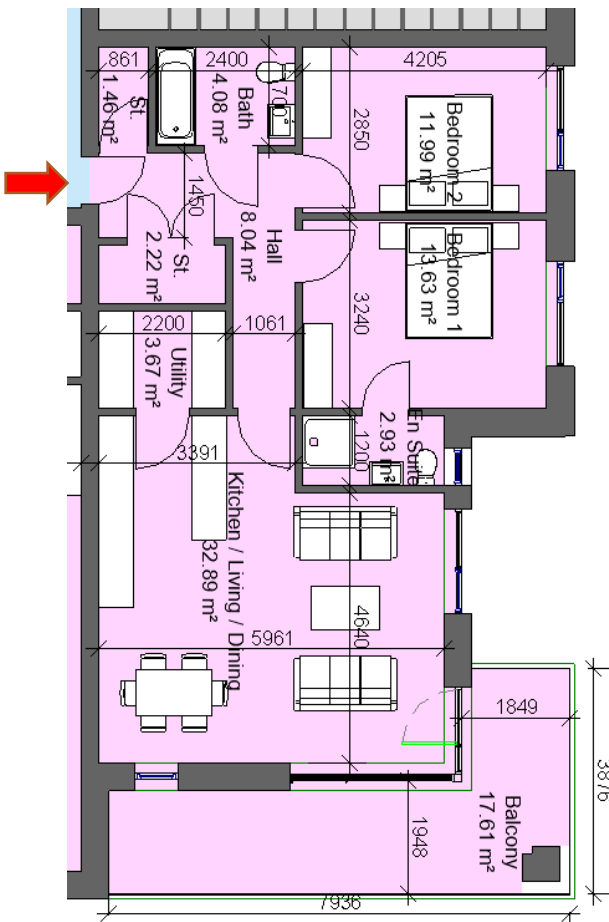 861
2400
4205
St.
1.46 m²
Bath
4.08 m²
700
2850
Bedroom 2
11.99 m²
1450
Hall
8.04 m²
St.
2.22 m²
Bedroom 1
13.63 m²
3240
2200
1061
Utility
3.67 m²
En Suite
2.93 m²
1200
3391
Kitchen / Living / Dining
32.89 m²
4640
5961
1849
3876
Balcony
17.61 m²
1948
7936